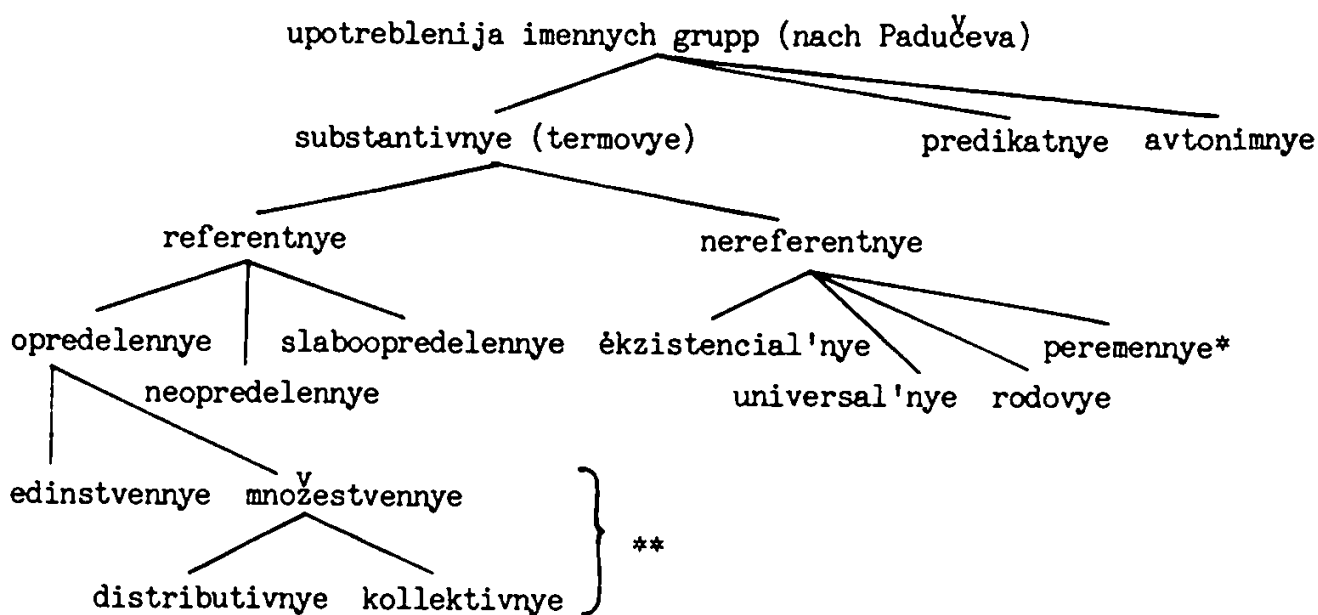 upotreblenija imennych grupp (nach Padučeva)
substantivnye (termovye) predikatnye avtonimnye
referentnye nereferentnye
opredelennye slaboopredelennye ėkzistencial'nye peremennye*
neopredelennye universal'nye rodovye
edinstvennye množestvennye
**
distributivnye kollektivnye